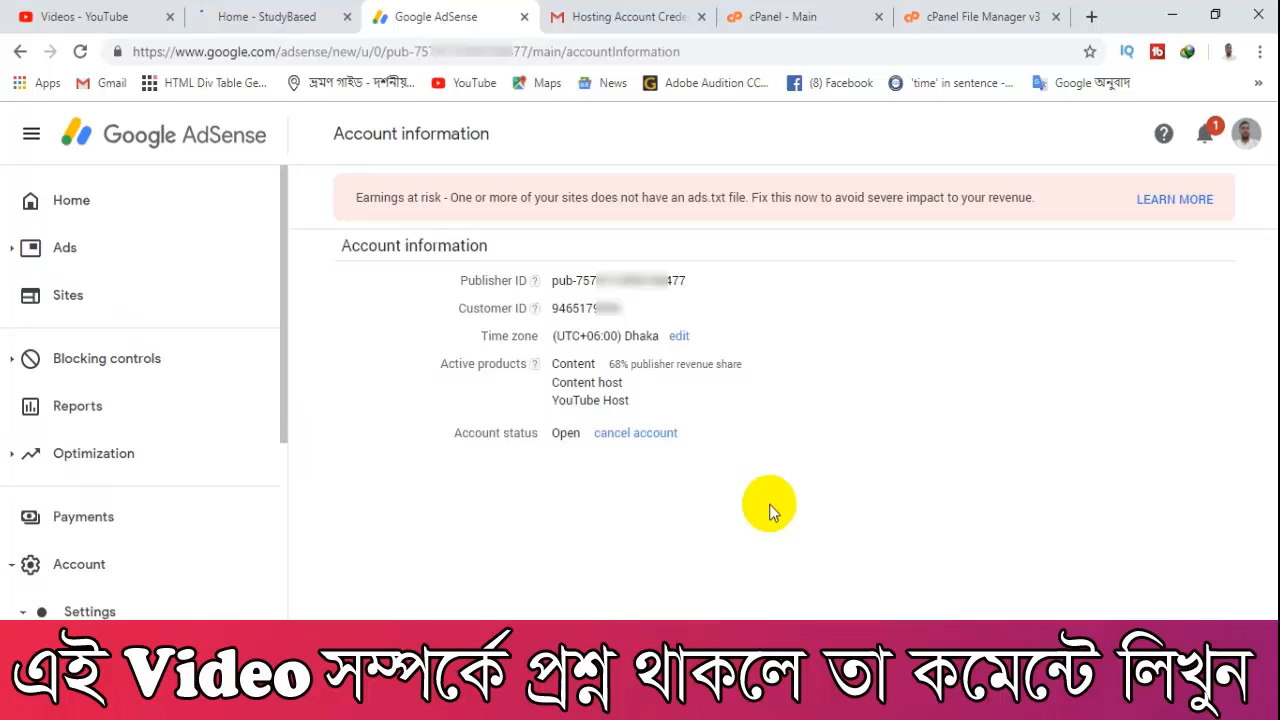 Videos - YouTube
Home - StudyBased
Google AdSense
Hosting Account Crede
cPanel - Main
cPanel File Manager v3
https://www.google.com/adsense/new/u/0/pub-757 77/main/accountInformation
Apps
Gmail
HTML Div Table Ge...
ভ্রমণ গাইড - দর্শনীয়...
YouTube
Maps
News
Adobe Audition CC...
(8) Facebook
'time' in sentence -...
Google অনুবাদ
Google AdSense
Account information
1
Home
Ads
Sites
Blocking controls
Reports
Optimization
Payments
Account
Settings
Earnings at risk - One or more of your sites does not have an ads.txt file. Fix this now to avoid severe impact to your revenue.
LEARN MORE
Account information
Publisher ID ? pub-757 477
Customer ID ? 9465179
Time zone (UTC+06:00) Dhaka edit
Active products ? Content 68% publisher revenue share
Content host
YouTube Host
Account status Open cancel account
এই Video সম্পর্কে প্রশ্ন থাকলে তা কমেন্টে লিখুন